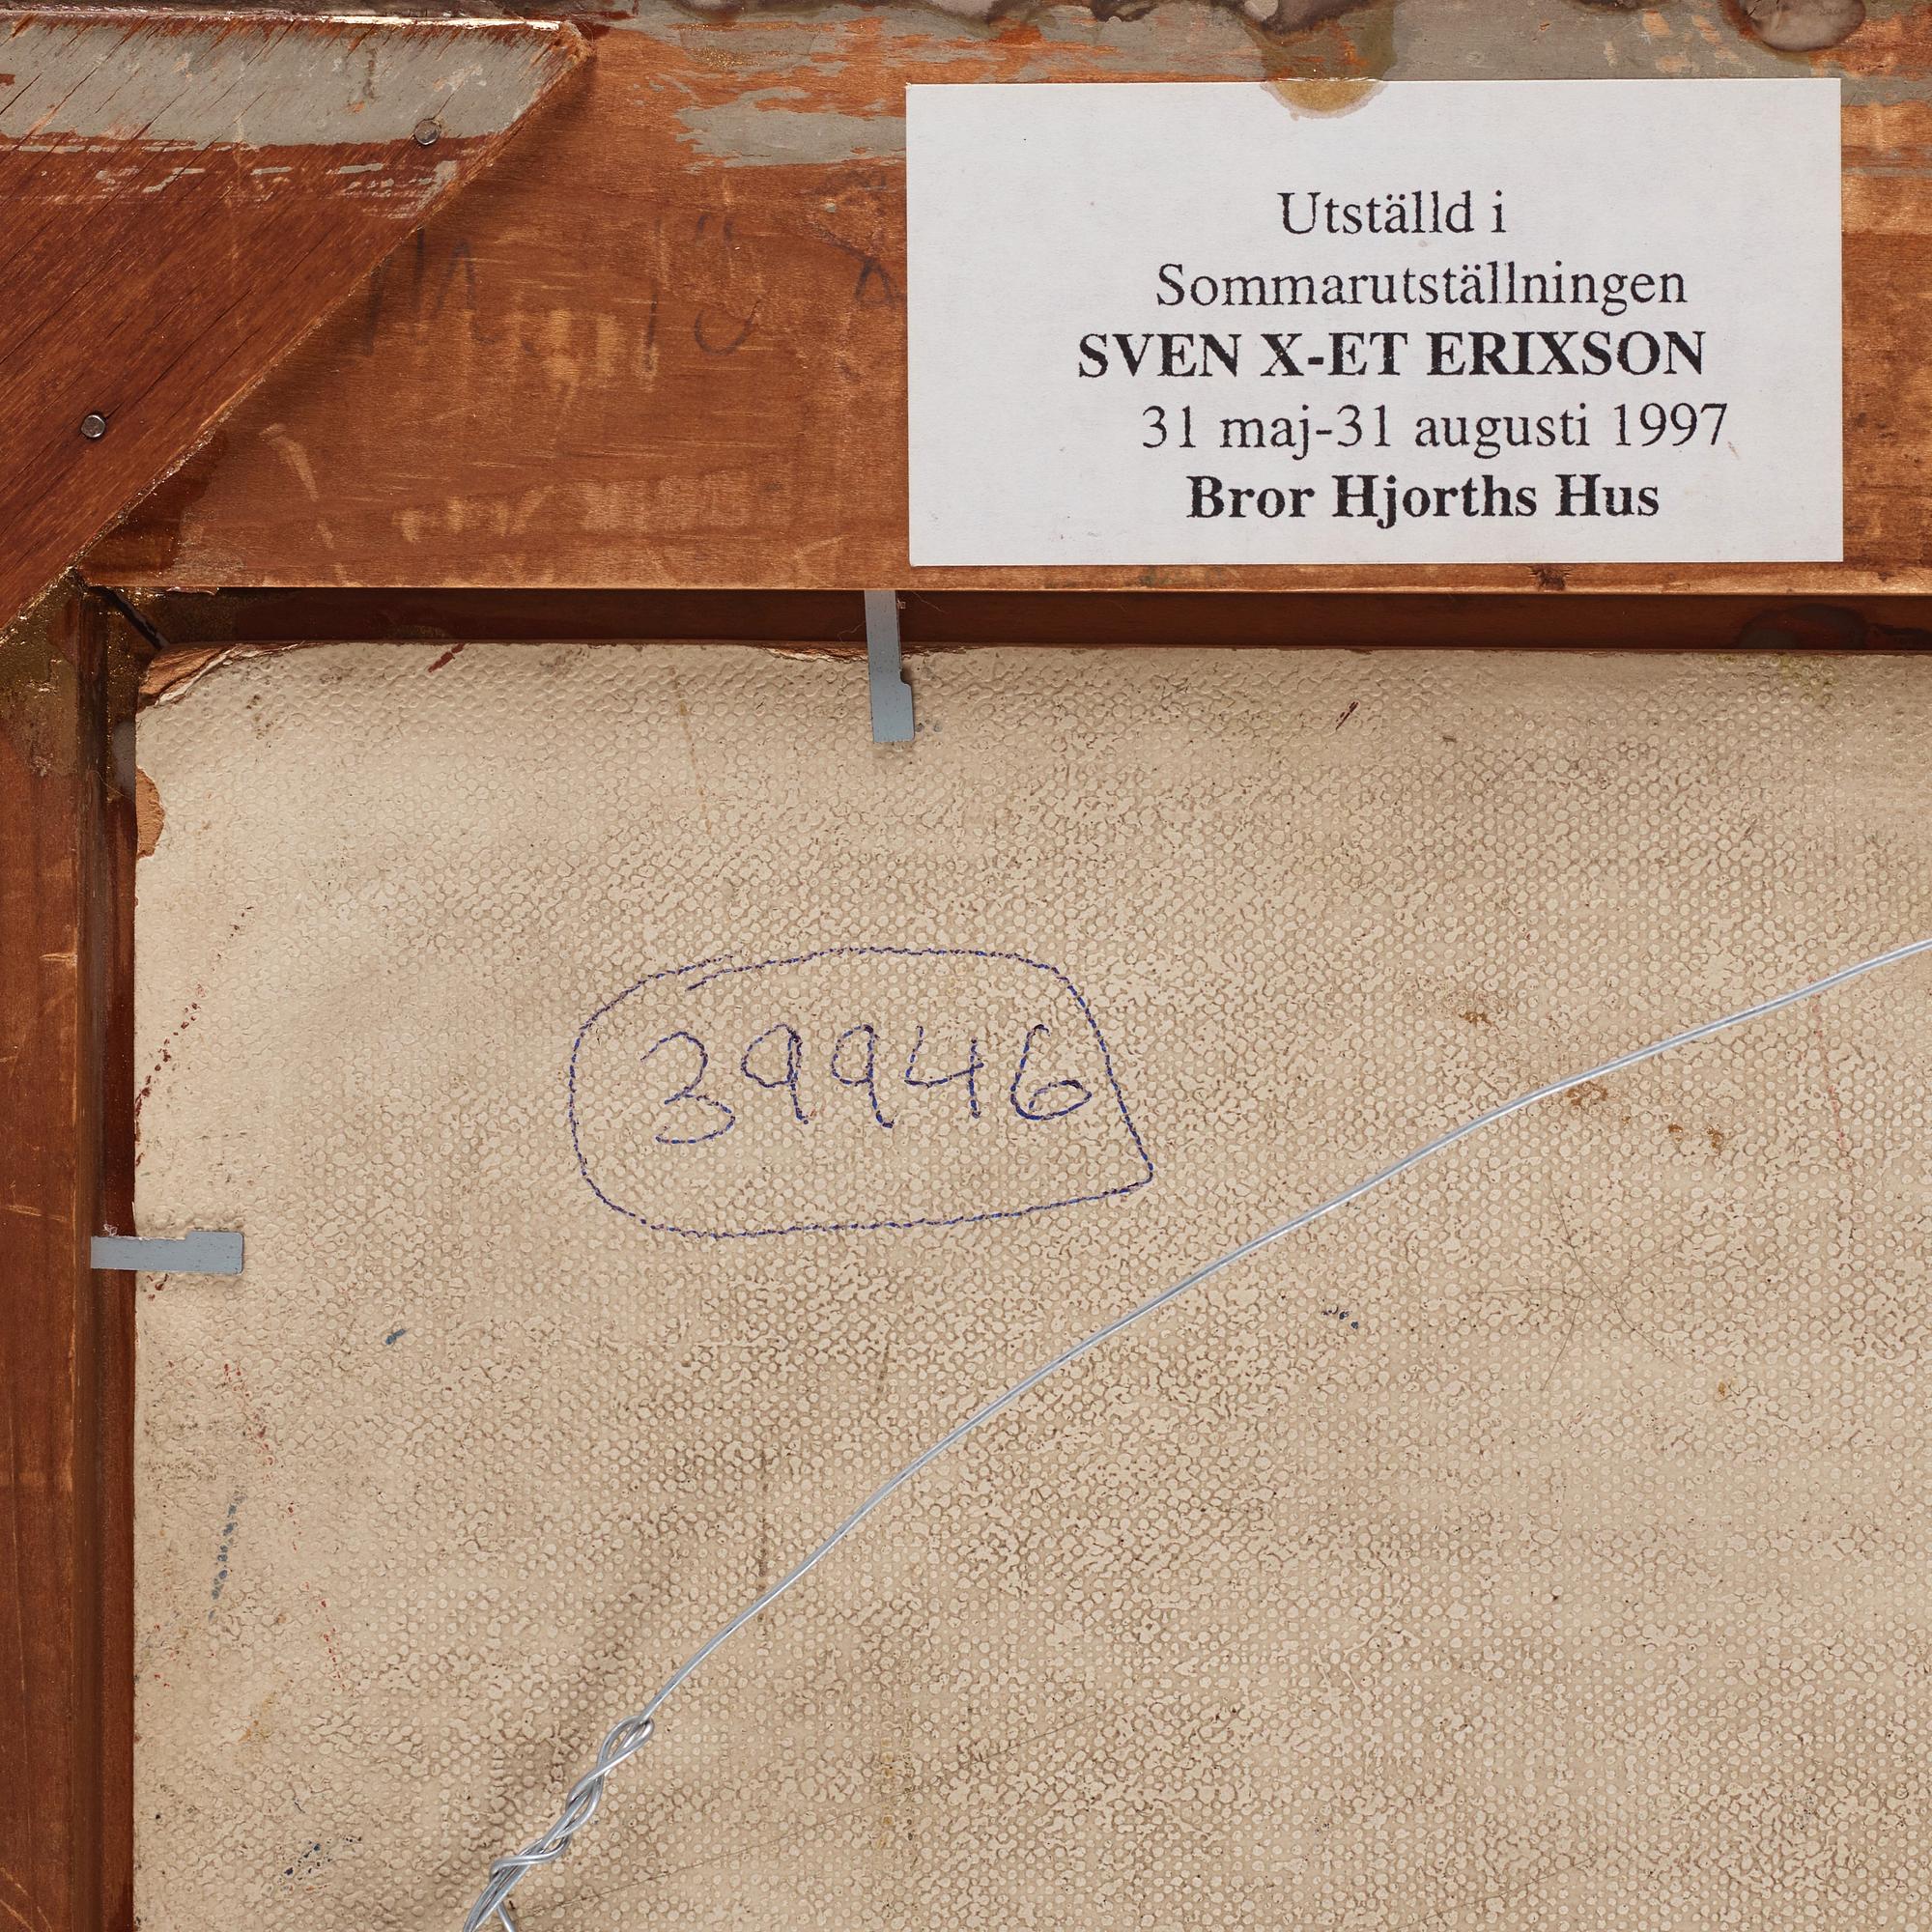 Utställd i
Sommarutställningen
SVEN X-ET ERIXSON
31 maj-31 augusti 1997
Bror Hjorths Hus
39946